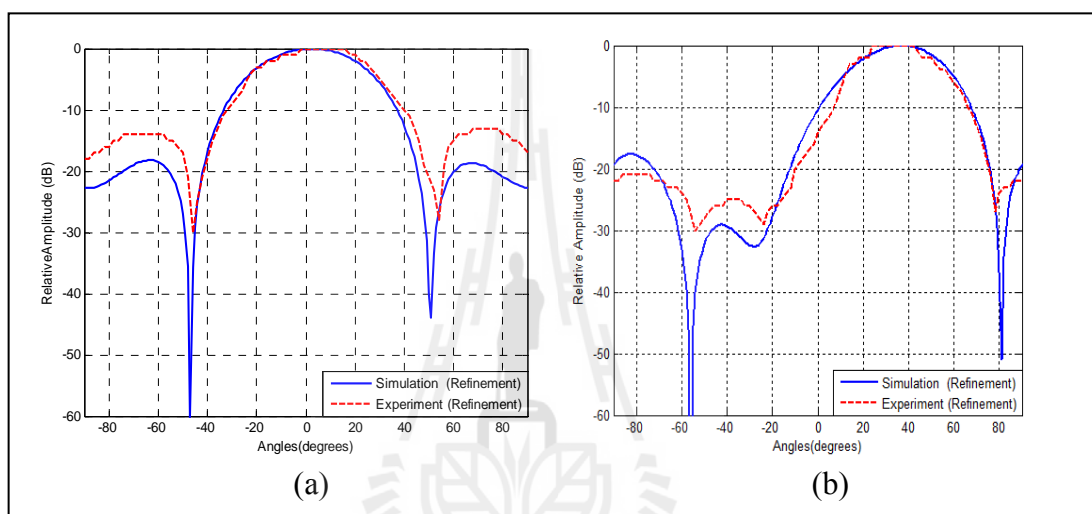 0
-10
-20
-30
-40
-50
-60
RelativeAmplitude (dB)
-80 -60 -40 -20 0 20 40 60 80
Angles(degrees)
Simulation (Refinement)
Experiment (Refinement)
(a)
0
-10
-20
-30
-40
-50
-60
Relative Amplitude (dB)
-80 -60 -40 -20 0 20 40 60 80
Angles(degrees)
Simulation (Refinement)
Experiment (Refinement)
(b)